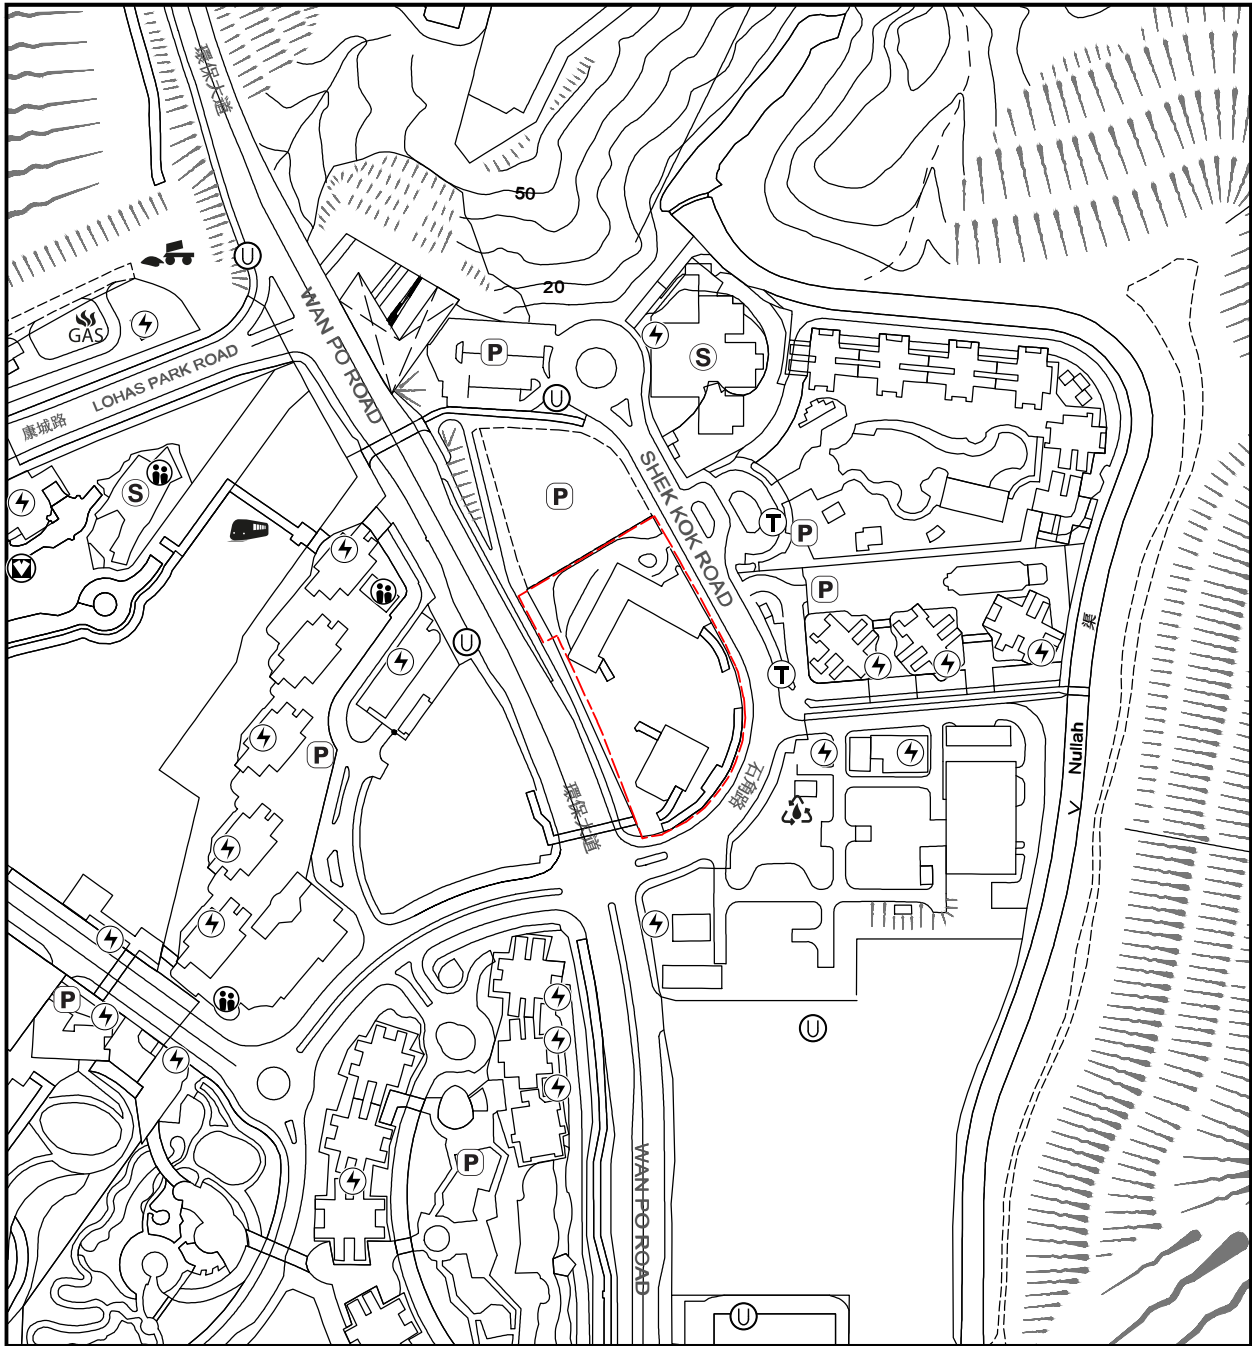 環保大道
50
20
U
GAS
WAN PO ROAD
P
S
LOHAS PARK ROAD
康城路
U
SHEK KOK ROAD
P
S
T
P
P
U
渠
T
P
Nullah
石角路
環保大道
P
U
P
WAN PO ROAD
U